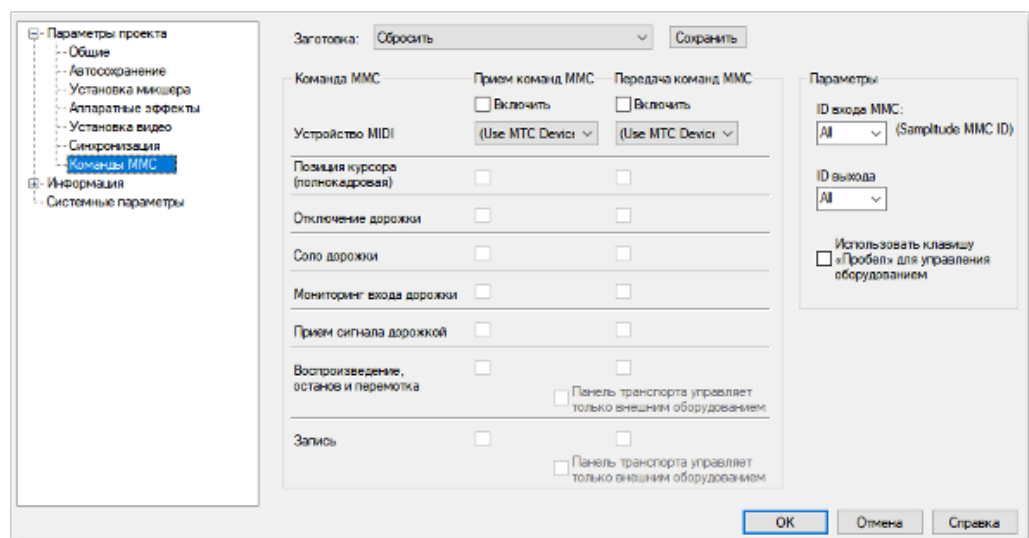 Параметры проекта
Общие
Автосохранение
Установка микшера
Аппаратные эффекты
Установка видео
Синхронизация
Команды MMC
Информация
Системные параметры
Заготовка: Сбросить Сохранить
Команда MMC Прием команд MMC Передача команд MMC
Включить Включить
Устройство MIDI (Use MTC Device (Use MTC Device
Позиция курсора
(полнокадровая)
Отключение дорожки
Соло дорожки
Мониторинг входа дорожки
Прием сигнала дорожкой
Воспроизведение,
останов и перемотка
Панель транспорта управляет
только внешним оборудованием
Запись
Панель транспорта управляет
только внешним оборудованием
Параметры
ID входа MMC:
All (Samplitude MMC ID)
ID выхода
All
Использовать клавишу
«Пробел» для управления
оборудованием
OK Отмена Справка